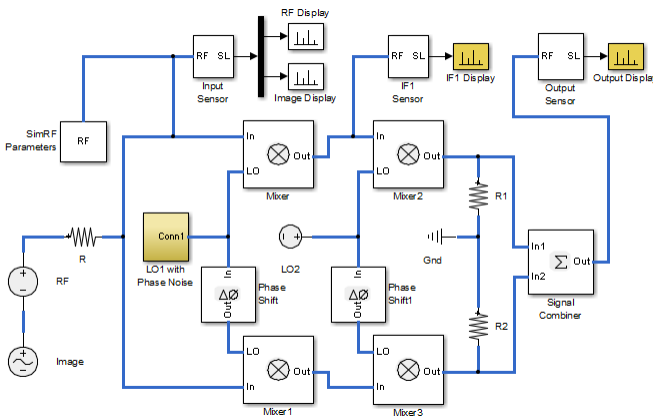 RF Display
RF SL
Input
Sensor
Image Display
RF SL
IF1
Sensor
IF1 Display
RF SL
Output
Sensor
Output Display
SimRF
Parameters
RF
In
LO
Out
Mixer
In
LO
Out
Mixer2
R
R1
Conn1
LO1 with
Phase Noise
LO2
Gnd
In1
In2
Σ
Out
Signal
Combiner
RF
In
ΔØ
Out
Phase
Shift
In
ΔØ
Out
Phase
Shift1
R2
Image
LO
In
Out
Mixer1
LO
In
Out
Mixer3